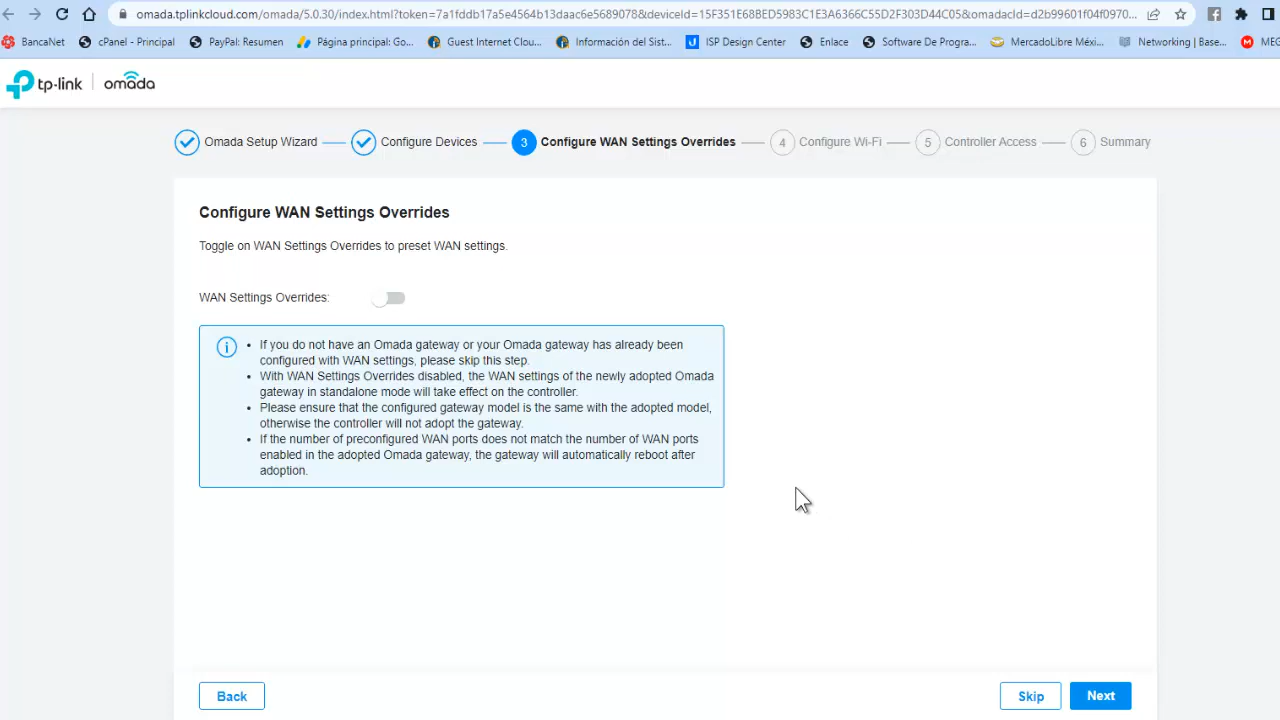 omada.tplinkcloud.com/omada/5.0.30/index.html?token=7a1fddb17a5e4564b13daac6e5689078&deviceId=15F351E68BED5983C1E3A6366C55D2F303D44C05&omadacId=d2b99601f04f0970...
BancaNet
cPanel - Principal
PayPal: Resumen
Página principal: Go...
Guest Internet Clou...
Información del Sist...
ISP Design Center
Enlace
Software De Progra...
MercadoLibre Méxi...
Networking | Base...
MEG
tp-link | omada
Omada Setup Wizard
Configure Devices
3 Configure WAN Settings Overrides
4 Configure Wi-Fi
5 Controller Access
6 Summary
Configure WAN Settings Overrides
Toggle on WAN Settings Overrides to preset WAN settings.
WAN Settings Overrides:
• If you do not have an Omada gateway or your Omada gateway has already been
configured with WAN settings, please skip this step.
• With WAN Settings Overrides disabled, the WAN settings of the newly adopted Omada
gateway in standalone mode will take effect on the controller.
• Please ensure that the configured gateway model is the same with the adopted model,
otherwise the controller will not adopt the gateway.
• If the number of preconfigured WAN ports does not match the number of WAN ports
enabled in the adopted Omada gateway, the gateway will automatically reboot after
adoption.
Back
Skip
Next